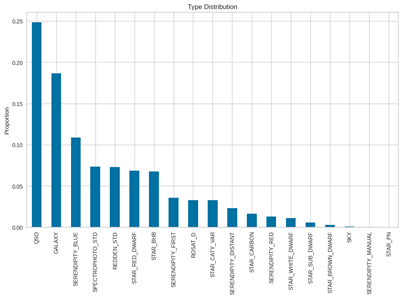 Type Distribution
0.25
0.20
0.15
0.10
0.05
0.00
Proportion
QSO
GALAXY
SERENDIPITY_BLUE
SPECTROPHOTO_STD
REDDEN_STD
STAR_RED_DWARF
STAR_BHB
SERENDIPITY_FIRST
ROSAT_D
STAR_CATY_VAR
SERENDIPITY_DISTANT
STAR_CARBON
SERENDIPITY_RED
STAR_WHITE_DWARF
STAR_SUB_DWARF
STAR_BROWN_DWARF
SKY
SERENDIPITY_MANUAL
STAR_PN